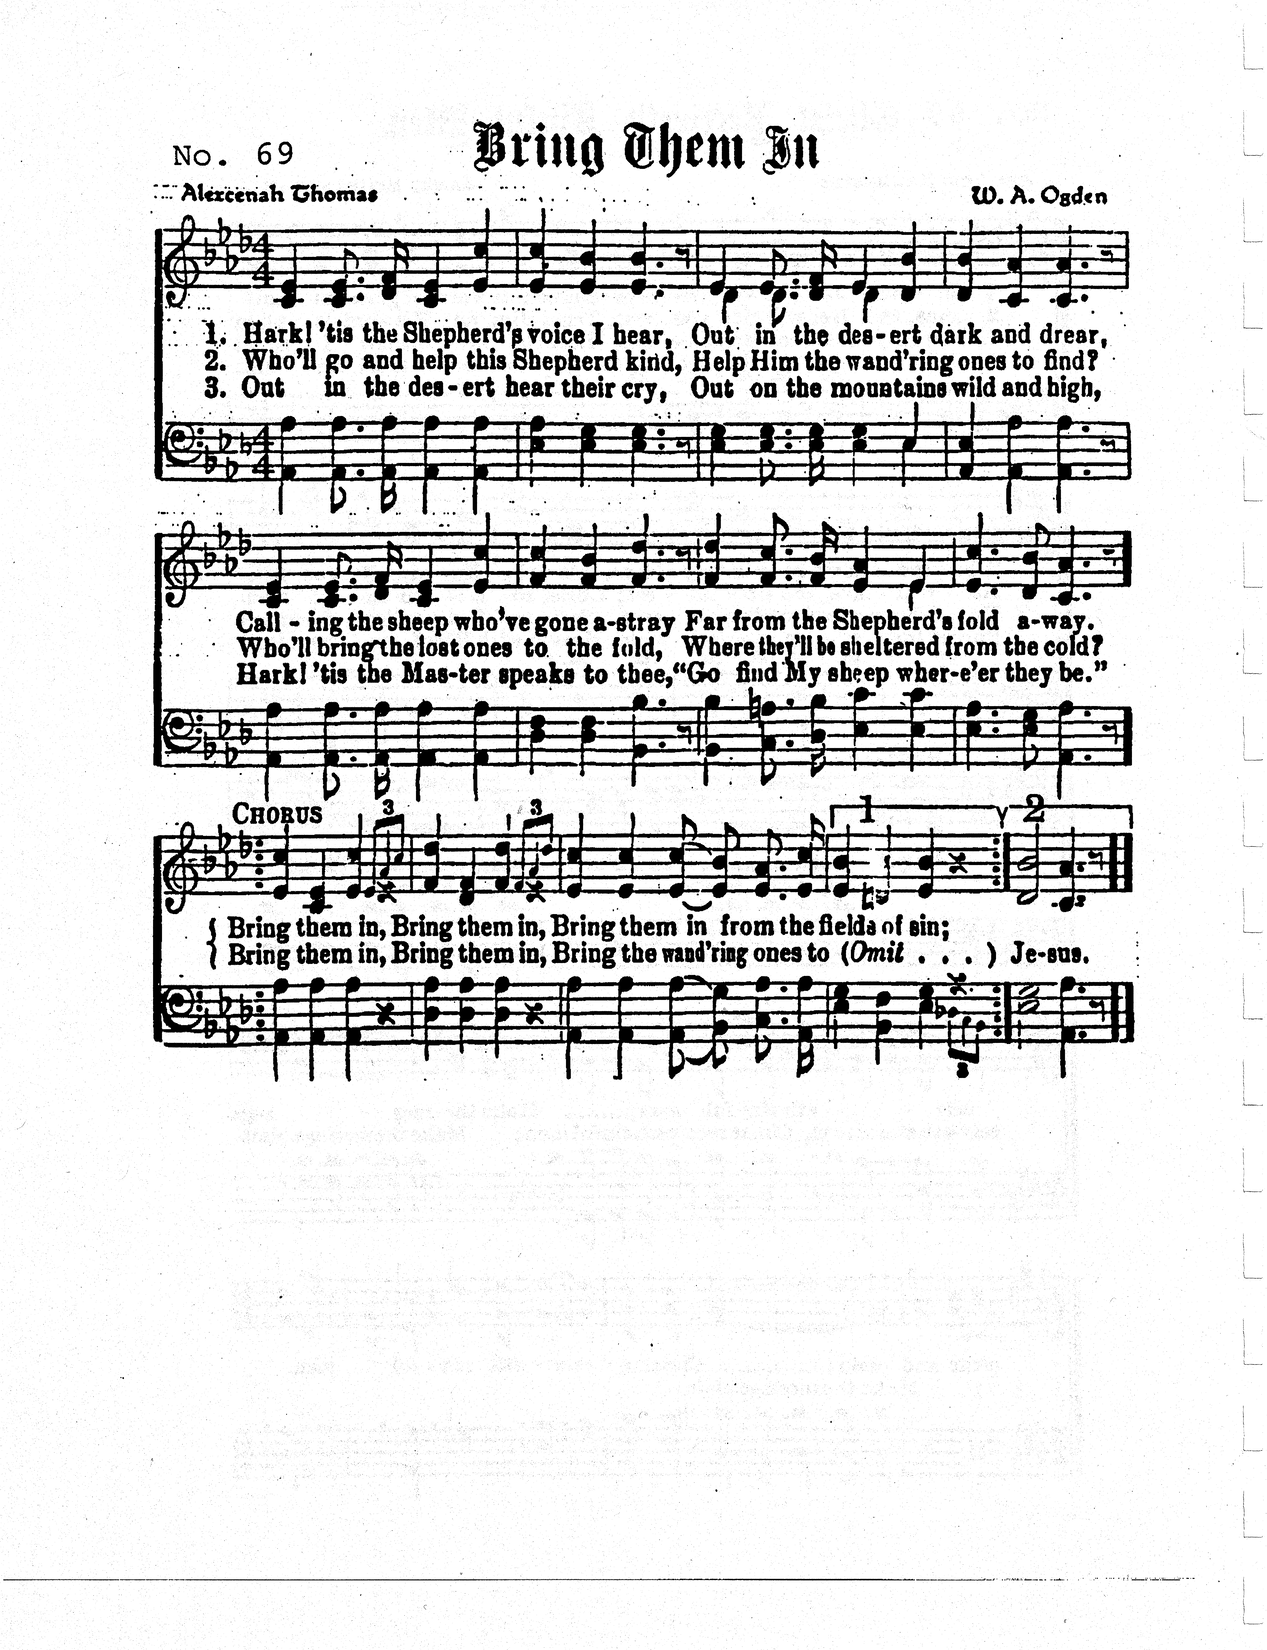 No. 69
Bring Them In
Alexcenah Thomas
W. A. Ogden
1. Hark! 'tis the Shepherd's voice I hear, Out in the des-ert dark and drear,
2. Who'll go and help this Shepherd kind, Help Him the wand'ring ones to find?
3. Out in the des-ert hear their cry, Out on the mountains wild and high,
Call-ing the sheep who've gone a-stray Far from the Shepherd's fold a-way.
Who'll bring the lost ones to the fold, Where they'll be sheltered from the cold?
Hark! 'tis the Mas-ter speaks to thee, "Go find My sheep wher-e'er they be."
CHORUS
3 3 1 2
Bring them in, Bring them in, Bring them in from the fields of sin;
Bring them in, Bring them in, Bring the wand'ring ones to (Omit . . . ) Je-sus.
3